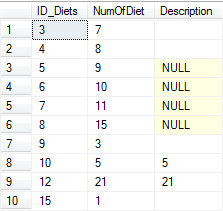 ID_Diets NumOfDiet Description
1 3 7
2 4 8
3 5 9 NULL
4 6 10 NULL
5 7 11 NULL
6 8 15 NULL
7 9 3
8 10 5 5
9 12 21 21
10 15 1